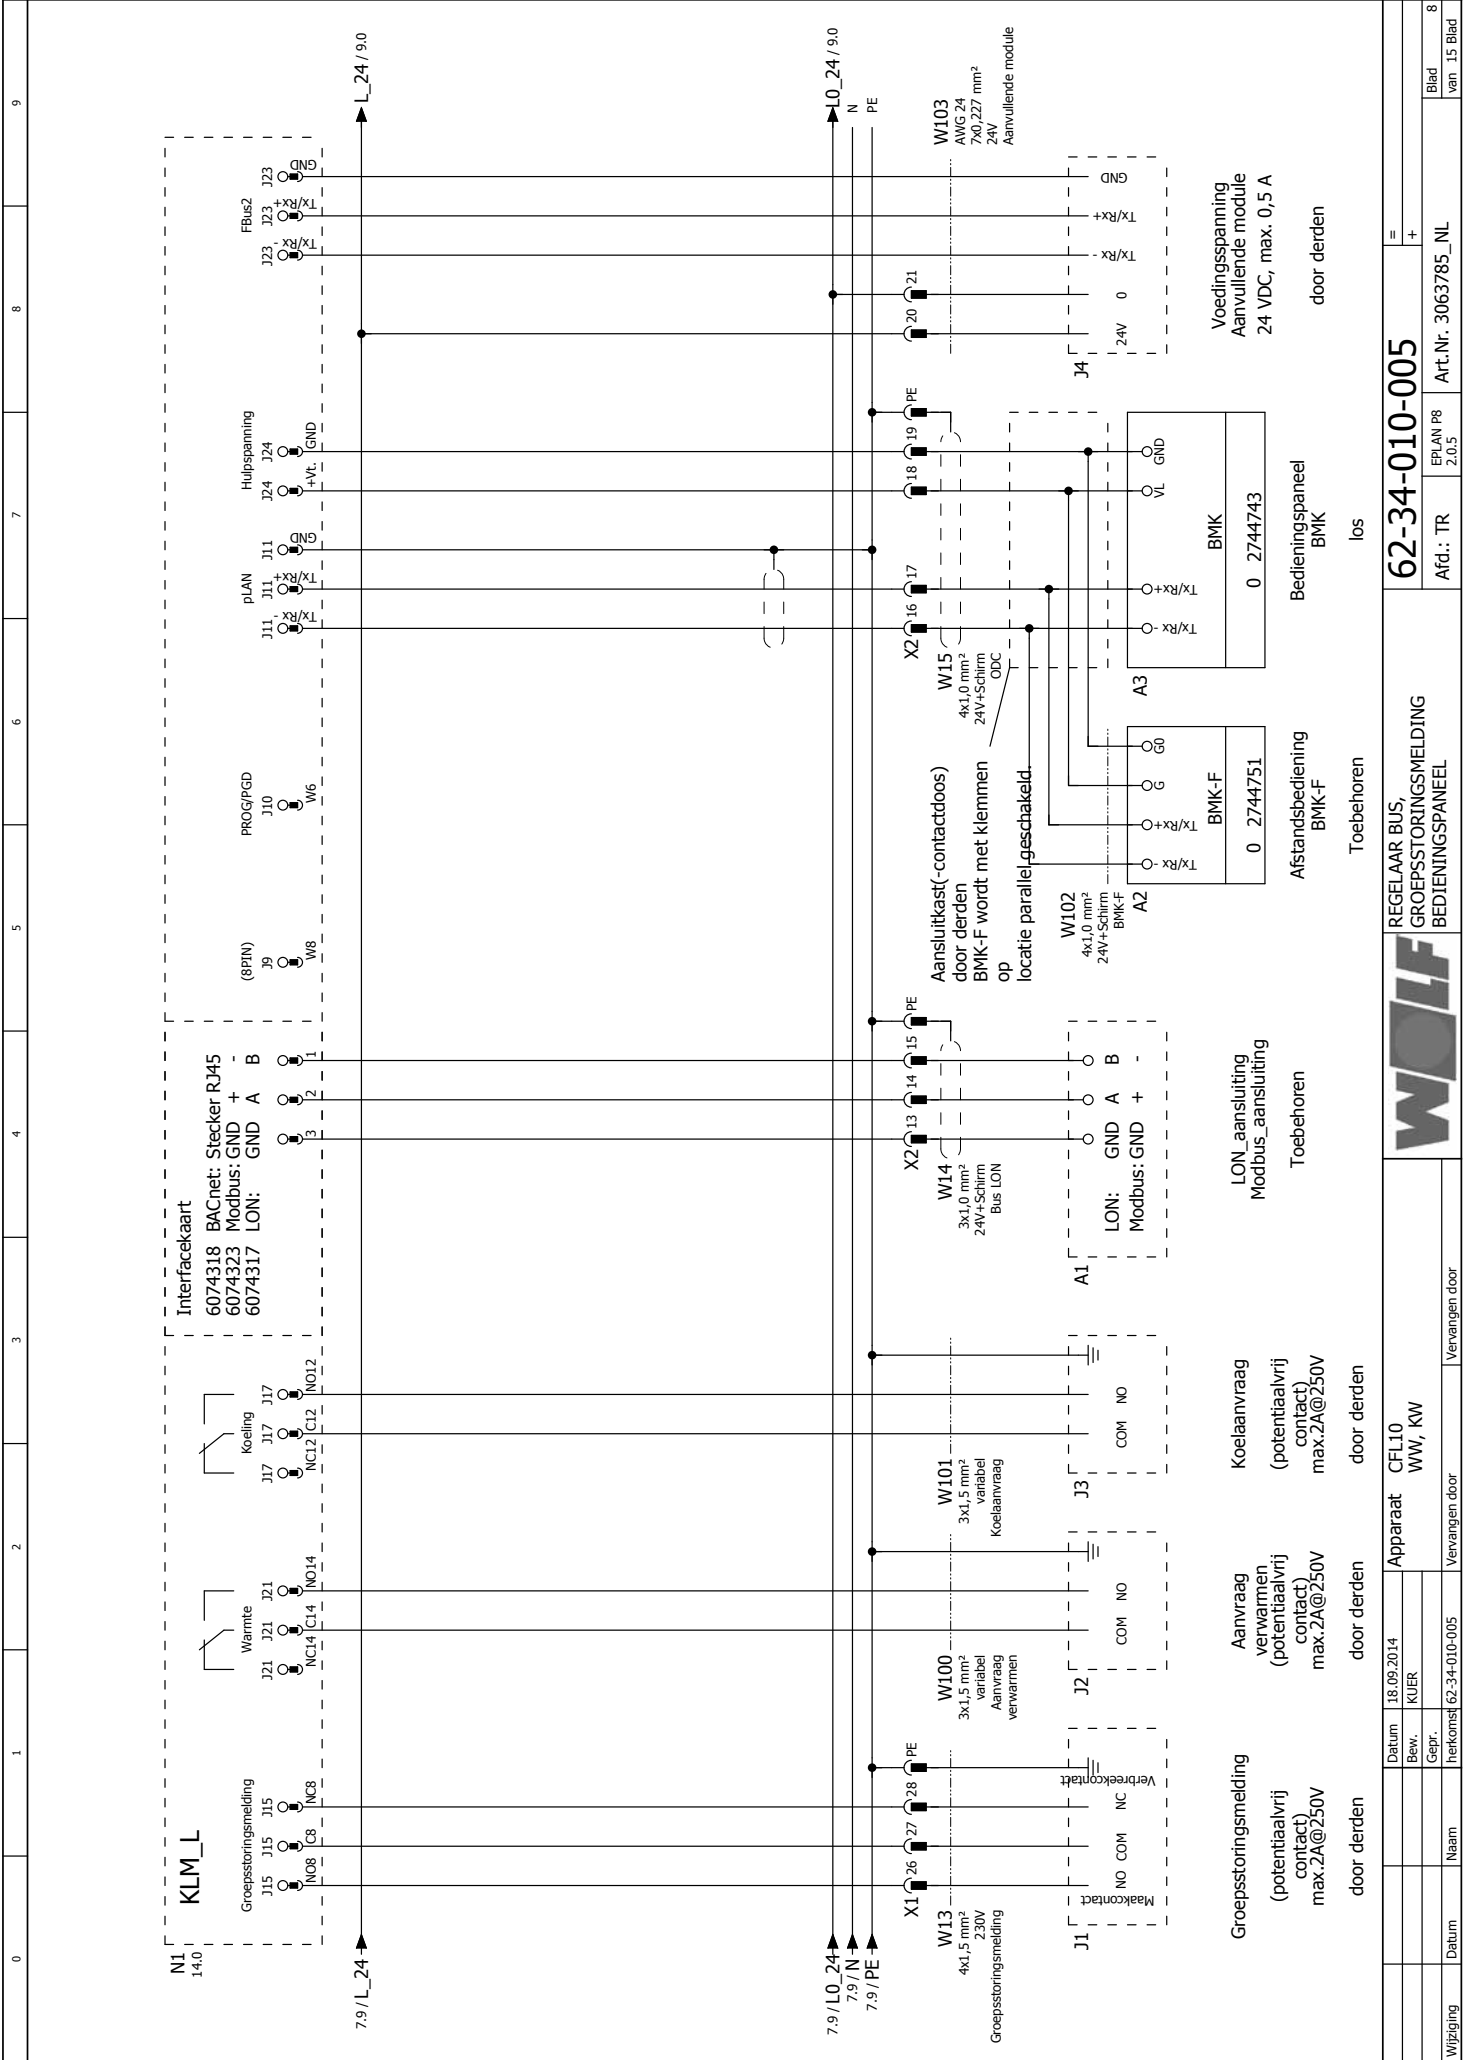 0 1 2 3 4 5 6 7 8 9
N1
14.0
KLM_L
Groepsstoringsmelding
J15 J15 J15
NO8 C8 NC8
Warmte
J21 J21 J21
NC14 C14 NO14
Koeling
J17 J17 J17
NC12 C12 NO12
Interfacekaart
6074318 BACnet: Stecker RJ45
6074323 Modbus: GND + -
6074317 LON: GND A B
3 2 1
(8PIN)
J9
W8
PROG/PGD
J10
W6
pLAN
J11 J11 J11
Tx/Rx - Tx/Rx+ GND
Hulpspanning
J24 J24
+Vt. GND
FBus2
J23 J23 J23
Tx/Rx - Tx/Rx+ GND
7.9 / L_24
L_24 / 9.0
7.9 / L0_24
L0_24 / 9.0
7.9 / N
N
7.9 / PE
PE
X1 26 27 28 PE
X2 13 14 15 PE
X2 16 17 18 19 PE
20 21
W13
4x1,5 mm²
230V
Groepsstoringsmelding
W100
3x1,5 mm²
variabel
Aanvraag
verwarmen
W101
3x1,5 mm²
variabel
Koelaanvraag
W14
3x1,0 mm²
24V+Schirm
Bus LON
Aansluitkast(-contactdoos)
door derden
BMK-F wordt met klemmen
op
locatie parallel geschakeld.
W15
4x1,0 mm²
24V+Schirm
ODC
W102
4x1,0 mm²
24V+Schirm
BMK-F
W103
AWG 24
7x0,227 mm²
24V
Aanvullende module
J1
Maakcontact
NO COM NC
Verbreekcontact
J2
COM NO
J3
COM NO
A1
LON: GND A B
Modbus: GND + -
A2
Tx/Rx - Tx/Rx+ G G0
BMK-F
0 2744751
A3
Tx/Rx - Tx/Rx+ VL GND
BMK
0 2744743
J4
24V 0 Tx/Rx - Tx/Rx+ GND
Groepsstoringsmelding
(potentiaalvrij
contact)
max.2A@250V
door derden
Aanvraag
verwarmen
(potentiaalvrij
contact)
max.2A@250V
door derden
Koelaanvraag
(potentiaalvrij
contact)
max.2A@250V
door derden
LON_aansluiting
Modbus_aansluiting
Toebehoren
Afstandsbediening
BMK-F
Toebehoren
Bedieningspaneel
BMK
los
Voedingsspanning
Aanvullende module
24 VDC, max. 0,5 A
door derden
Wijziging
Datum
Naam
Datum 18.09.2014
Bew. KUER
Gepr.
herkomst 62-34-010-005
Apparaat CFL10
WW, KW
Vervangen door
Vervangen door
WOLF
REGELAAR BUS,
GROEPSSTORINGSMELDING
BEDIENINGSPANEEL
62-34-010-005
Afd.: TR
EPLAN P8
2.0.5
Art.Nr. 3063785_NL
=
+
Blad 8
van 15 Blad